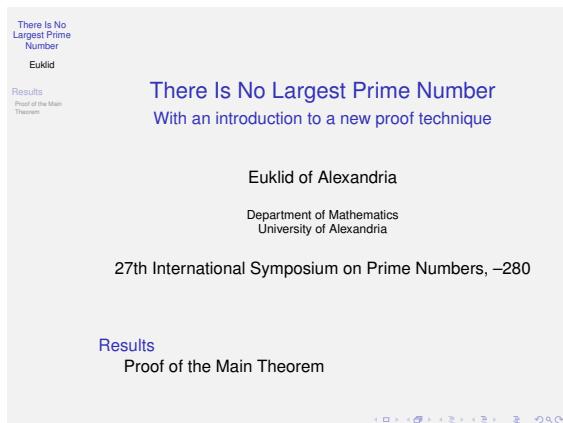 There Is No
Largest Prime
Number
Euklid
Results
Proof of the Main
Theorem
There Is No Largest Prime Number
With an introduction to a new proof technique
Euklid of Alexandria
Department of Mathematics
University of Alexandria
27th International Symposium on Prime Numbers, –280
Results
Proof of the Main Theorem